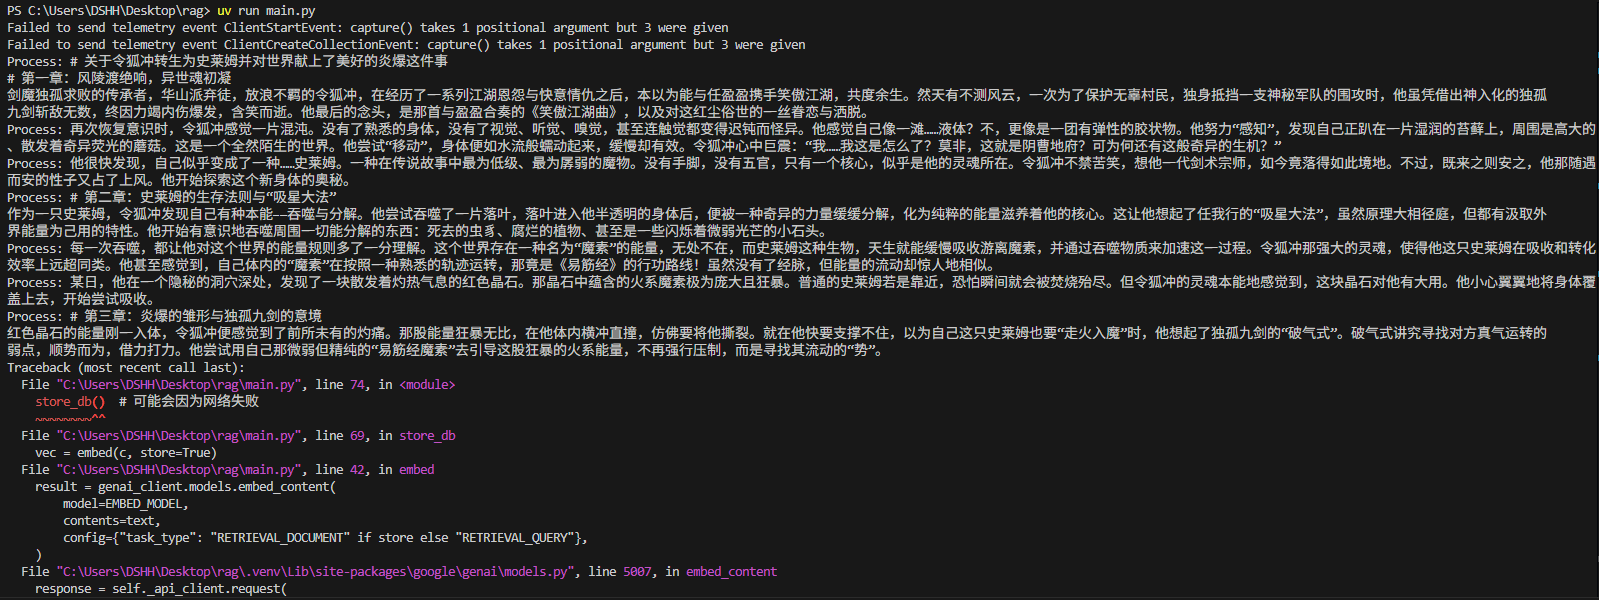 PS C:\Users\DSHH\Desktop\rag> uv run main.py
Failed to send telemetry event ClientStartEvent: capture() takes 1 positional argument but 3 were given
Failed to send telemetry event ClientCreateCollectionEvent: capture() takes 1 positional argument but 3 were given
Process: # 关于令狐冲转生为史莱姆并对世界献上了美好的炎爆这件事
# 第一章：风陵渡绝响，异世魂初凝
剑魔独孤求败的传承者，华山派弃徒，放浪不羁的令狐冲，在经历了一系列江湖恩怨与快意情仇之后，本以为能与任盈盈携手笑傲江湖，共度余生。然天有不测风云，一次为了保护无辜村民，独身抵挡一支神秘军队的围攻时，他虽凭借出神入化的独孤
九剑斩敌无数，终因力竭内伤爆发，含笑而逝。他最后的念头，是那首与盈盈合奏的《笑傲江湖曲》，以及对这红尘俗世的一丝眷恋与洒脱。
Process: 再次恢复意识时，令狐冲感觉一片混沌。没有了熟悉的身体，没有了视觉、听觉、嗅觉，甚至连触觉都变得迟钝而怪异。他感觉自己像一滩……液体？不，更像是一团有弹性的胶状物。他努力“感知”，发现自己正趴在一片湿润的苔藓上，周围是高大的
、散发着奇异荧光的蘑菇。这是一个全然陌生的世界。他尝试“移动”，身体便如水流般蠕动起来，缓慢却有效。令狐冲心中巨震：“我……我这是怎么了？莫非，这就是阴曹地府？可为何还有这般奇异的生机？”
Process: 他很快发现，自己似乎变成了一种……史莱姆。一种在传说故事中最为低级、最为孱弱的魔物。没有手脚，没有五官，只有一个核心，似乎是他的灵魂所在。令狐冲不禁苦笑，想他一代剑术宗师，如今竟落得如此境地。不过，既来之则安之，他那随遇
而安的性子又占了上风。他开始探索这个新身体的奥秘。
Process: # 第二章：史莱姆的生存法则与“吸星大法”
作为一只史莱姆，令狐冲发现自己有种本能——吞噬与分解。他尝试吞噬了一片落叶，落叶进入他半透明的身体后，便被一种奇异的力量缓缓分解，化为纯粹的能量滋养着他的核心。这让他想起了任我行的“吸星大法”，虽然原理大相径庭，但都有汲取外
界能量为己用的特性。他开始有意识地吞噬周围一切能分解的东西：死去的虫豸、腐烂的植物、甚至是一些闪烁着微弱光芒的小石头。
Process: 每一次吞噬，都让他对这个世界的能量规则多了一分理解。这个世界存在一种名为“魔素”的能量，无处不在，而史莱姆这种生物，天生就能缓慢吸收游离魔素，并通过吞噬物质来加速这一过程。令狐冲那强大的灵魂，使得他这只史莱姆在吸收和转化
效率上远超同类。他甚至感觉到，自己体内的“魔素”在按照一种熟悉的轨迹运转，那竟是《易筋经》的行功路线！虽然没有了经脉，但能量的流动却惊人地相似。
Process: 某日，他在一个隐秘的洞穴深处，发现了一块散发着灼热气息的红色晶石。那晶石中蕴含的火系魔素极为庞大且狂暴。普通的史莱姆若是靠近，恐怕瞬间就会被焚烧殆尽。但令狐冲的灵魂本能地感觉到，这块晶石对他有大用。他小心翼翼地将身体覆
盖上去，开始尝试吸收。
Process: # 第三章：炎爆的雏形与独孤九剑的意境
红色晶石的能量刚一入体，令狐冲便感觉到了前所未有的灼痛。那股能量狂暴无比，在他体内横冲直撞，仿佛要将他撕裂。就在他快要支撑不住，以为自己这只史莱姆也要“走火入魔”时，他想起了独孤九剑的“破气式”。破气式讲究寻找对方真气运转的
弱点，顺势而为，借力打力。他尝试用自己那微弱但精纯的“易筋经魔素”去引导这股狂暴的火系能量，不再强行压制，而是寻找其流动的“势”。
Traceback (most recent call last):
  File "C:\Users\DSHH\Desktop\rag\main.py", line 74, in <module>
    store_db()  # 可能会因为网络失败
    ~~~~~~~~^^
  File "C:\Users\DSHH\Desktop\rag\main.py", line 69, in store_db
    vec = embed(c, store=True)
  File "C:\Users\DSHH\Desktop\rag\main.py", line 42, in embed
    result = genai_client.models.embed_content(
        model=EMBED_MODEL,
        contents=text,
        config={"task_type": "RETRIEVAL_DOCUMENT" if store else "RETRIEVAL_QUERY"},
    )
  File "C:\Users\DSHH\Desktop\rag\.venv\Lib\site-packages\google\genai\models.py", line 5007, in embed_content
    response = self._api_client.request(